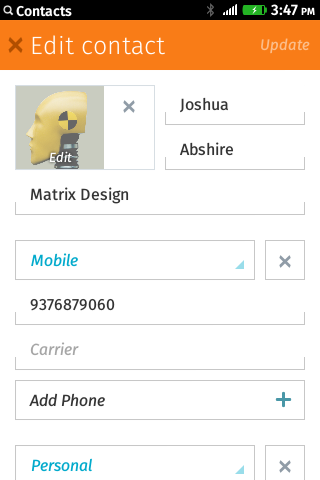 Contacts 3:47 PM
Edit contact Update
Edit
Joshua
Abshire
Matrix Design
Mobile
9376879060
Carrier
Add Phone
Personal